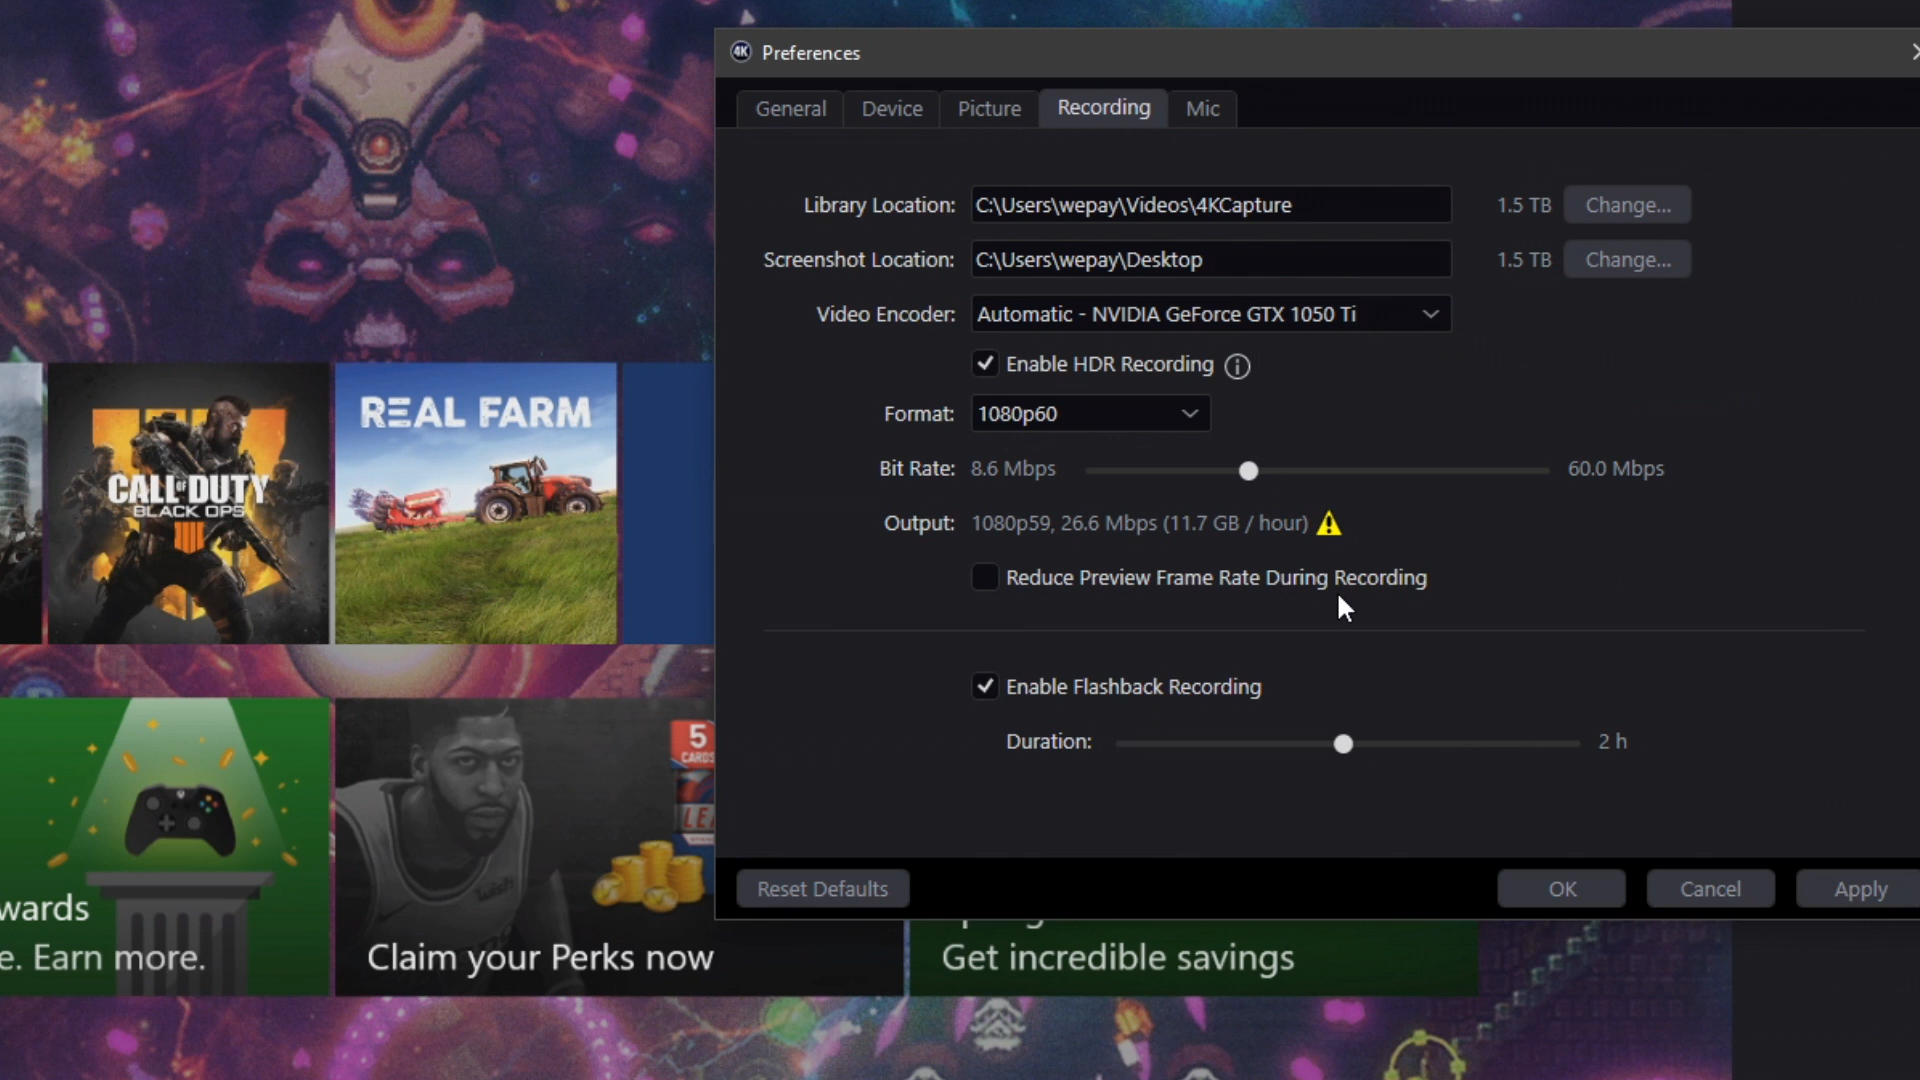 4K Preferences
General Device Picture Recording Mic
Library Location: C:\Users\wepay\Videos\4KCapture 1.5 TB Change...
Screenshot Location: C:\Users\wepay\Desktop 1.5 TB Change...
Video Encoder: Automatic - NVIDIA GeForce GTX 1050 Ti
Enable HDR Recording
Format: 1080p60
Bit Rate: 8.6 Mbps 60.0 Mbps
Output: 1080p59, 26.6 Mbps (11.7 GB / hour)
Reduce Preview Frame Rate During Recording
Enable Flashback Recording
Duration: 2 h
Reset Defaults OK Cancel Apply
CALL OF DUTY
BLACK OPS
IIII
REAL FARM
wards
e. Earn more.
5
CARDS
wish
Claim your Perks now
Get incredible savings